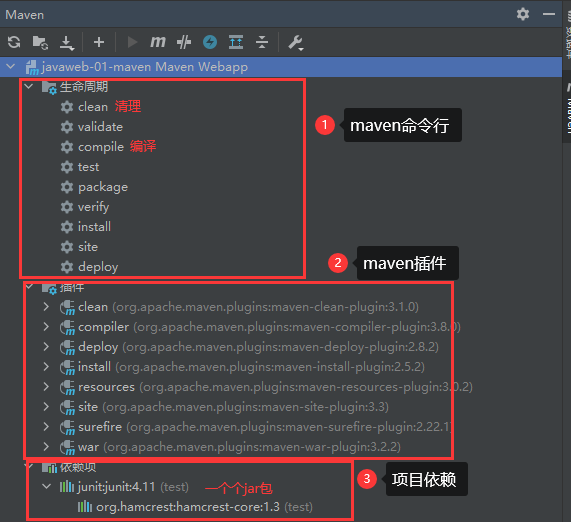 Maven
javaweb-01-maven Maven Webapp
生命周期
clean 清理
validate
1 maven命令行
compile 编译
test
package
verify
install
site
2 maven插件
deploy
插件
clean (org.apache.maven.plugins:maven-clean-plugin:3.1.0)
compiler (org.apache.maven.plugins:maven-compiler-plugin:3.8.0)
deploy (org.apache.maven.plugins:maven-deploy-plugin:2.8.2)
install (org.apache.maven.plugins:maven-install-plugin:2.5.2)
resources (org.apache.maven.plugins:maven-resources-plugin:3.0.2)
site (org.apache.maven.plugins:maven-site-plugin:3.3)
surefire (org.apache.maven.plugins:maven-surefire-plugin:2.22.1)
war (org.apache.maven.plugins:maven-war-plugin:3.2.2)
依赖项
3 项目依赖
junit:junit:4.11 (test) 一个个jar包
org.hamcrest:hamcrest-core:1.3 (test)